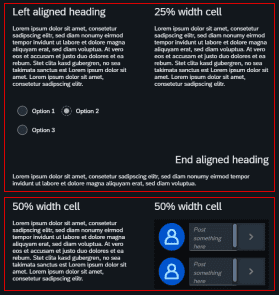 Left aligned heading
Lorem ipsum dolor sit amet, consetetur
sadipscing elitr, sed diam nonumy eirmod
tempor invidunt ut labore et dolore magna
aliquyam erat, sed diam voluptua. At vero
eos et accusam et justo duo dolores et ea
rebum. Stet clita kasd gubergren, no sea
takimata sanctus est Lorem ipsum dolor sit
amet. Lorem ipsum dolor sit amet,
consetetur sadipscing elitr.
25% width cell
Lorem ipsum dolor sit amet, consetetur
sadipscing elitr, sed diam nonumy eirmod
tempor invidunt ut labore et dolore magna
aliquyam erat, sed diam voluptua. At vero
eos et accusam et justo duo dolores et ea
rebum. Stet clita kasd gubergren, no sea
takimata sanctus est Lorem ipsum dolor sit
amet.
Option 1
Option 2
Option 3
End aligned heading
Lorem ipsum dolor sit amet, consetetur sadipscing elitr, sed diam nonumy eirmod tempor
invidunt ut labore et dolore magna aliquyam erat, sed diam voluptua.
50% width cell
Lorem ipsum dolor sit amet, consetetur
sadipscing elitr, sed diam nonumy eirmod
tempor invidunt ut labore et dolore magna
aliquyam erat, sed diam voluptua. At vero
eos et accusam et justo duo dolores et ea
rebum. Stet clita kasd gubergren, no sea
takimata sanctus est Lorem ipsum dolor sit
amet. Lorem ipsum dolor sit amet,
consetetur sadipscing elitr.
50% width cell
Post
something
here
Post
something
here